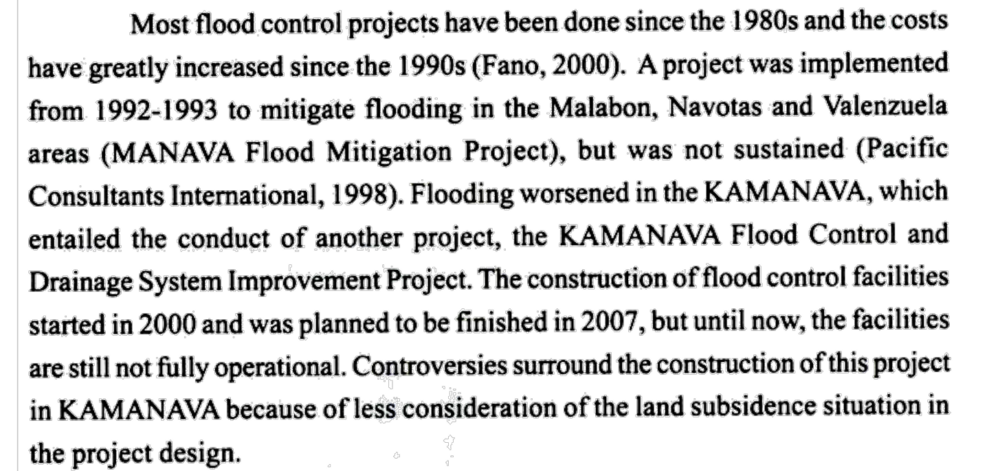 Most flood control projects have been done since the 1980s and the costs
have greatly increased since the 1990s (Fano, 2000). A project was implemented
from 1992-1993 to mitigate flooding in the Malabon, Navotas and Valenzuela
areas (MANAVA Flood Mitigation Project), but was not sustained (Pacific
Consultants International, 1998). Flooding worsened in the KAMANAVA, which
entailed the conduct of another project, the KAMANAVA Flood Control and
Drainage System Improvement Project. The construction of flood control facilities
started in 2000 and was planned to be finished in 2007, but until now, the facilities
are still not fully operational. Controversies surround the construction of this project
in KAMANAVA because of less consideration of the land subsidence situation in
the project design.